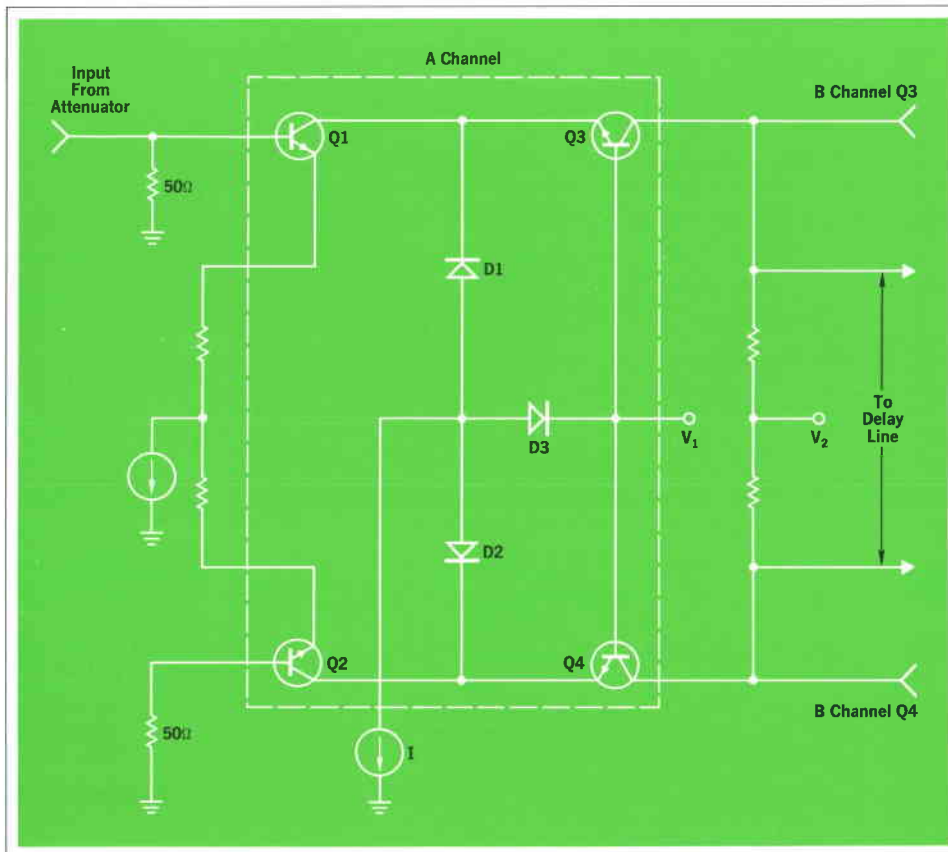 A Channel
Input
From
Attenuator
B Channel Q3
Q1
Q3
50Ω
D1
D3
V₁
V₂
To
Delay
Line
D2
Q2
Q4
50Ω
I
B Channel Q4